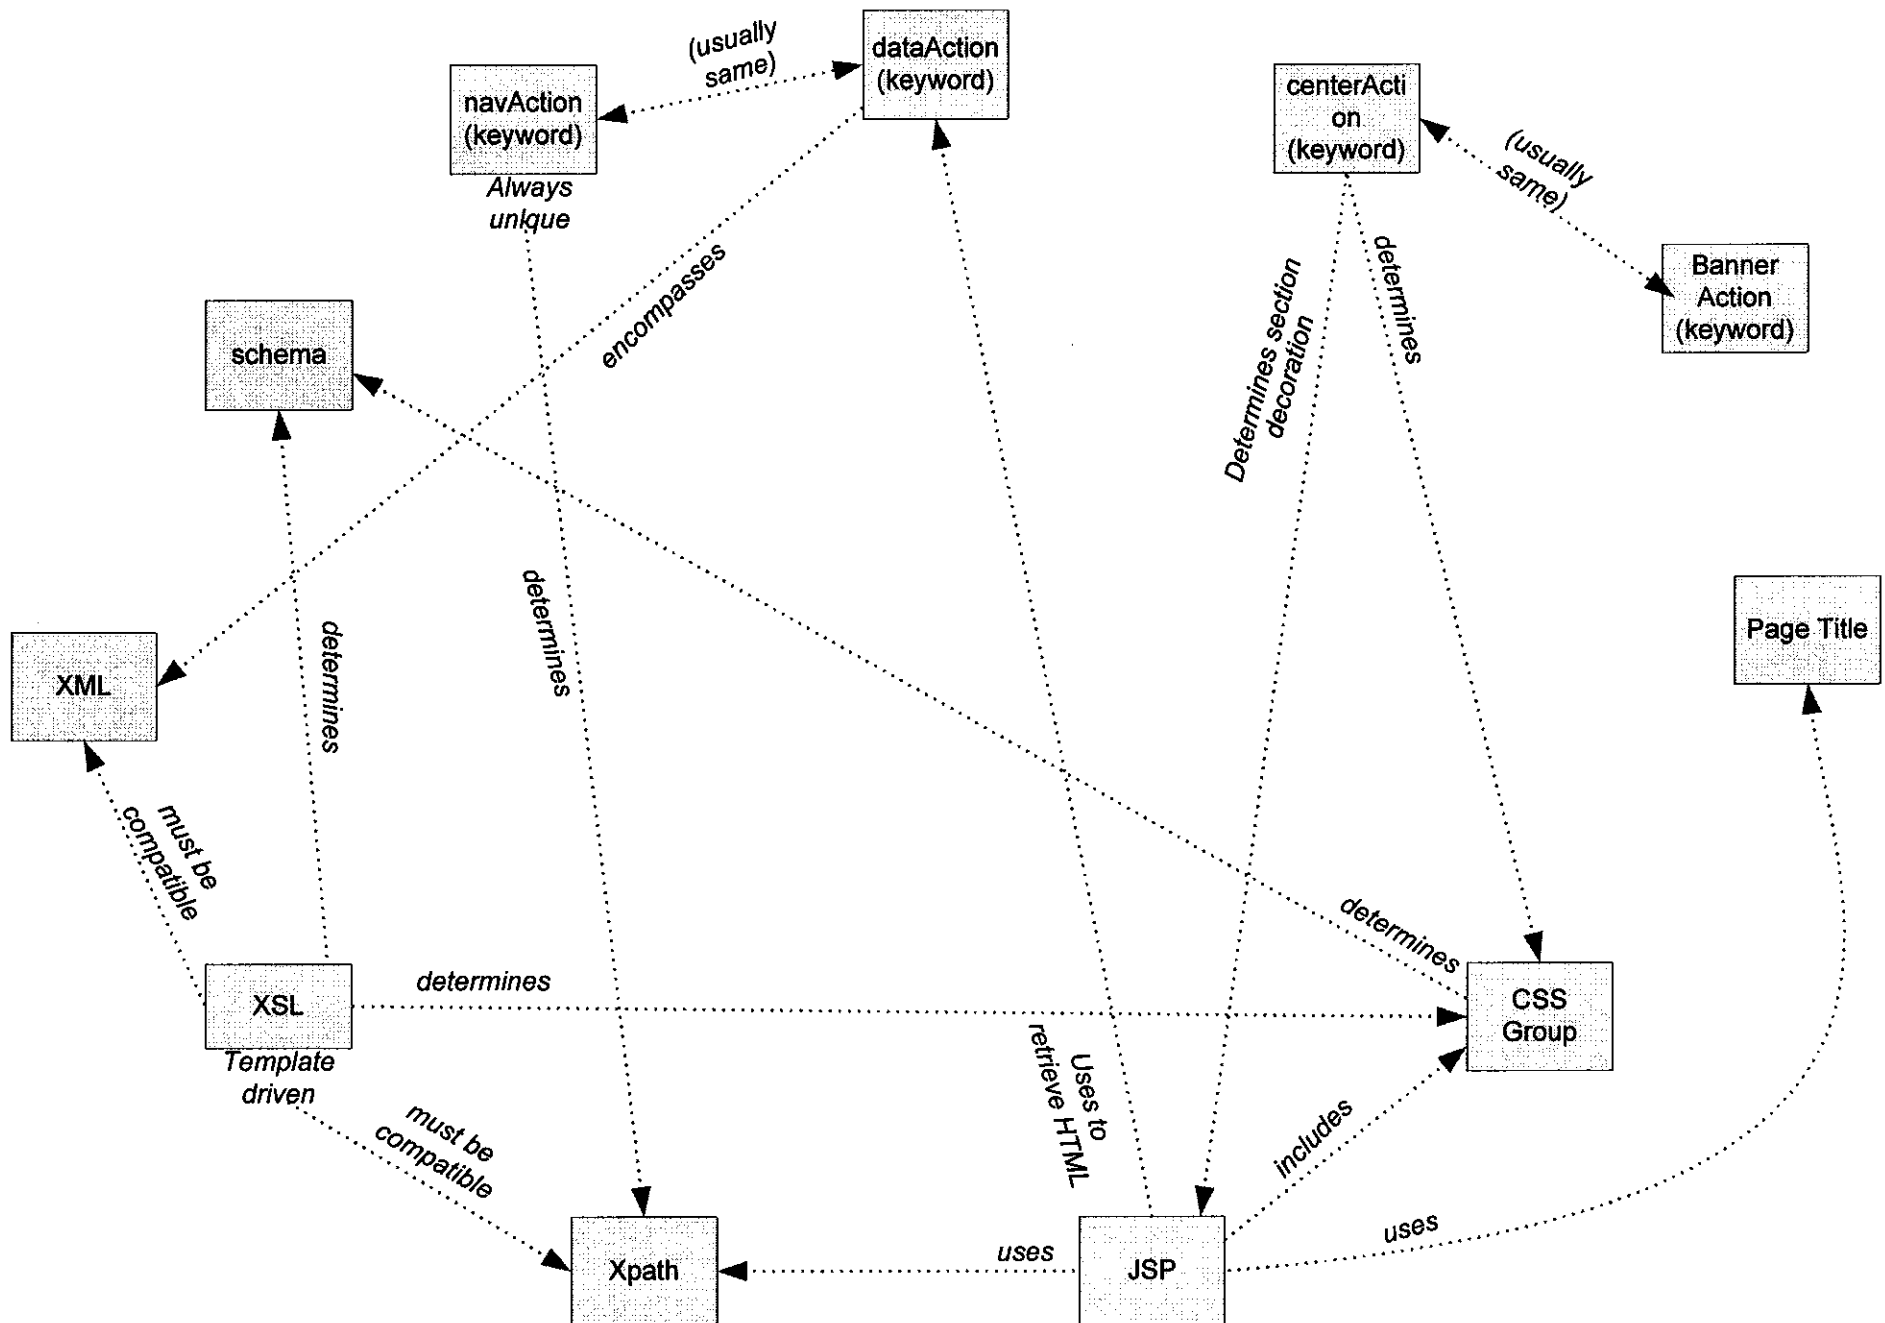 (usually
same)
dataAction
(keyword)
navAction
(keyword)
Always
unique
centerActi
on
(keyword)
(usually
same)
Banner
Action
(keyword)
encompasses
determines
Determines section
decoration
schema
determines
determines
Page Title
XML
must be
compatible
determines
XSL
Template
driven
determines
CSS
Group
Uses to
retrieve HTML
must be
compatible
includes
Xpath
uses
JSP
uses